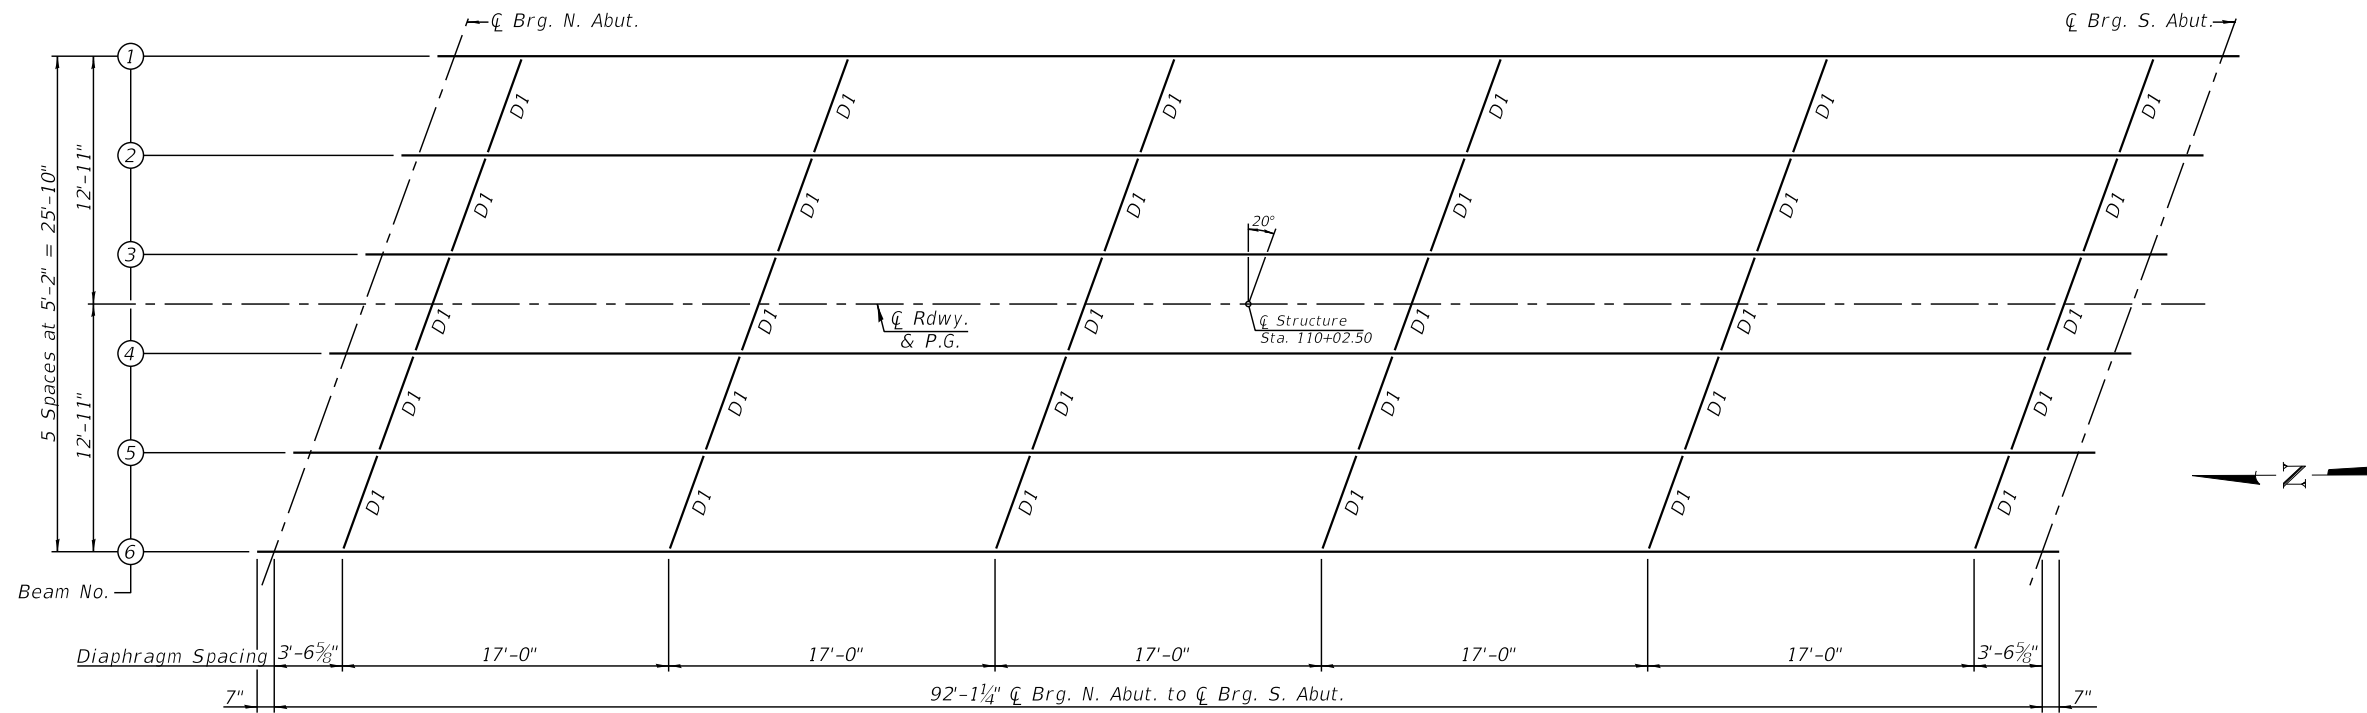 ℄ Brg. N. Abut.
℄ Brg. S. Abut.
1
2
3
4
5
6
Beam No.
5 Spaces at 5'-2" = 25'-10"
12'-11"
12'-11"
D1 D1 D1 D1 D1 D1
D1 D1 D1 D1 D1 D1
D1 D1 D1 D1 D1 D1
D1 D1 D1 D1 D1 D1
D1 D1 D1 D1 D1 D1
20°
℄ Rdwy.
& P.G.
℄ Structure
Sta. 110+02.50
N
Diaphragm Spacing
3'-6⅝" 17'-0" 17'-0" 17'-0" 17'-0" 17'-0" 3'-6⅝"
7" 92'-1¼" ℄ Brg. N. Abut. to ℄ Brg. S. Abut. 7"